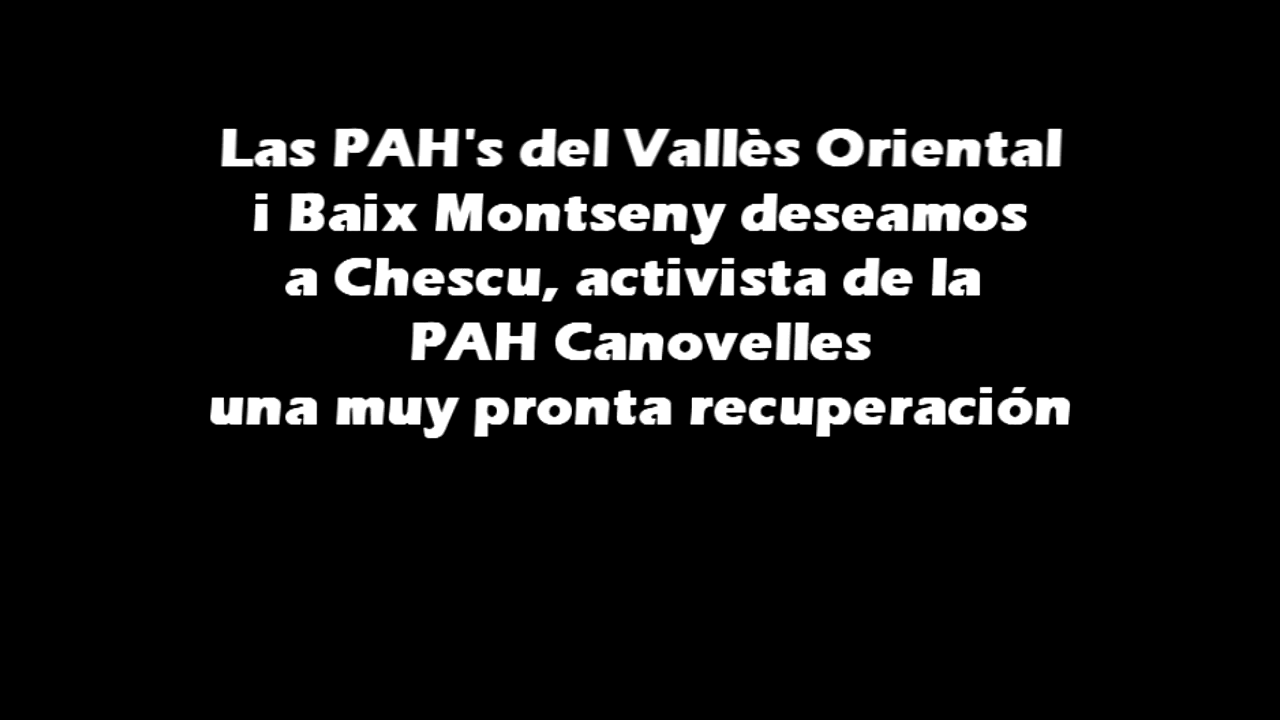 Las PAH's del Vallès Oriental
i Baix Montseny deseamos
a Chescu, activista de la
PAH Canovelles
una muy pronta recuperación